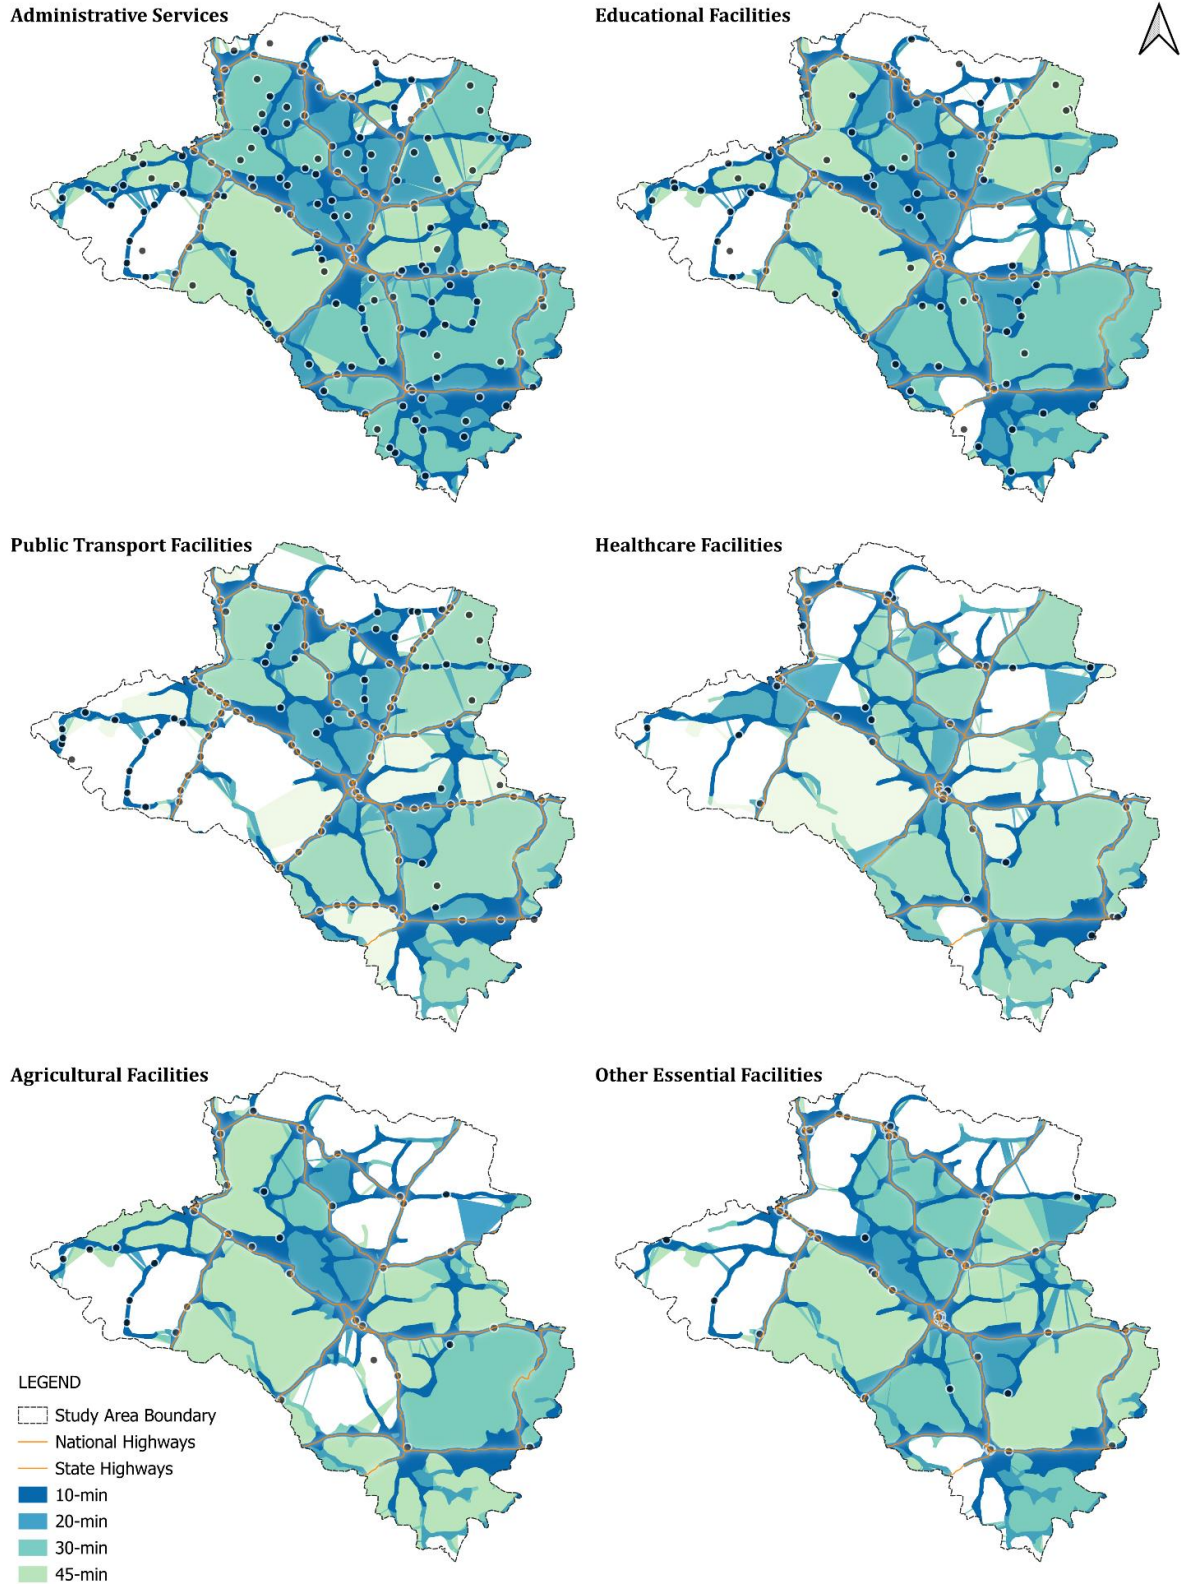 Administrative Services
Educational Facilities
Public Transport Facilities
Healthcare Facilities
Agricultural Facilities
Other Essential Facilities
LEGEND
Study Area Boundary
National Highways
State Highways
10-min
20-min
30-min
45-min